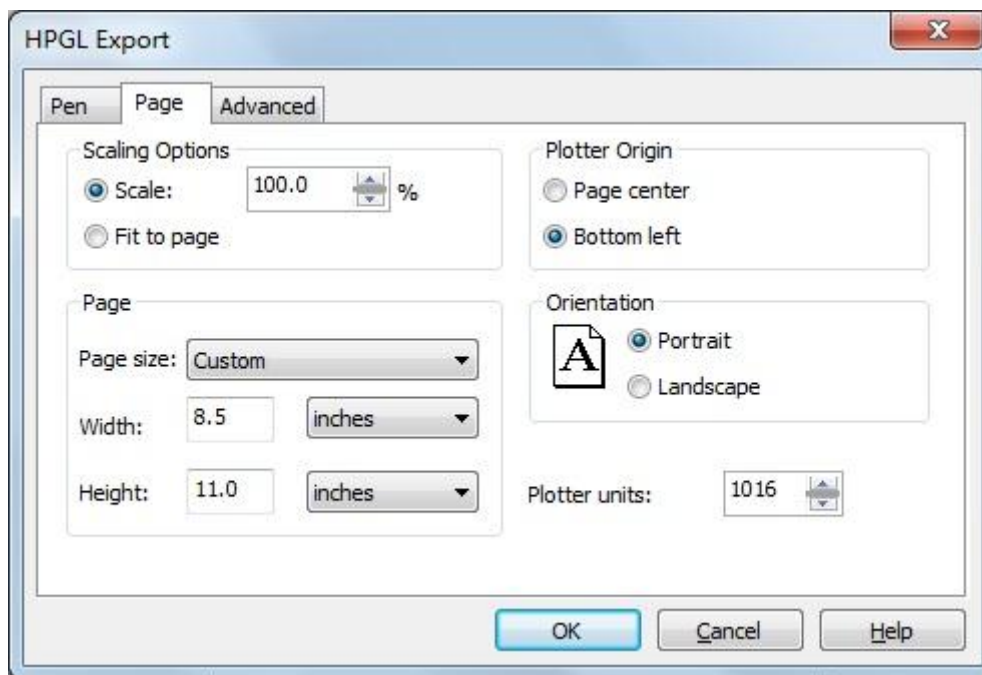 HPGL Export
Pen Page Advanced
Scaling Options
Scale: 100.0 %
Fit to page
Plotter Origin
Page center
Bottom left
Page
Page size: Custom
Width: 8.5 inches
Height: 11.0 inches
Orientation
A
Portrait
Landscape
Plotter units: 1016
OK Cancel Help